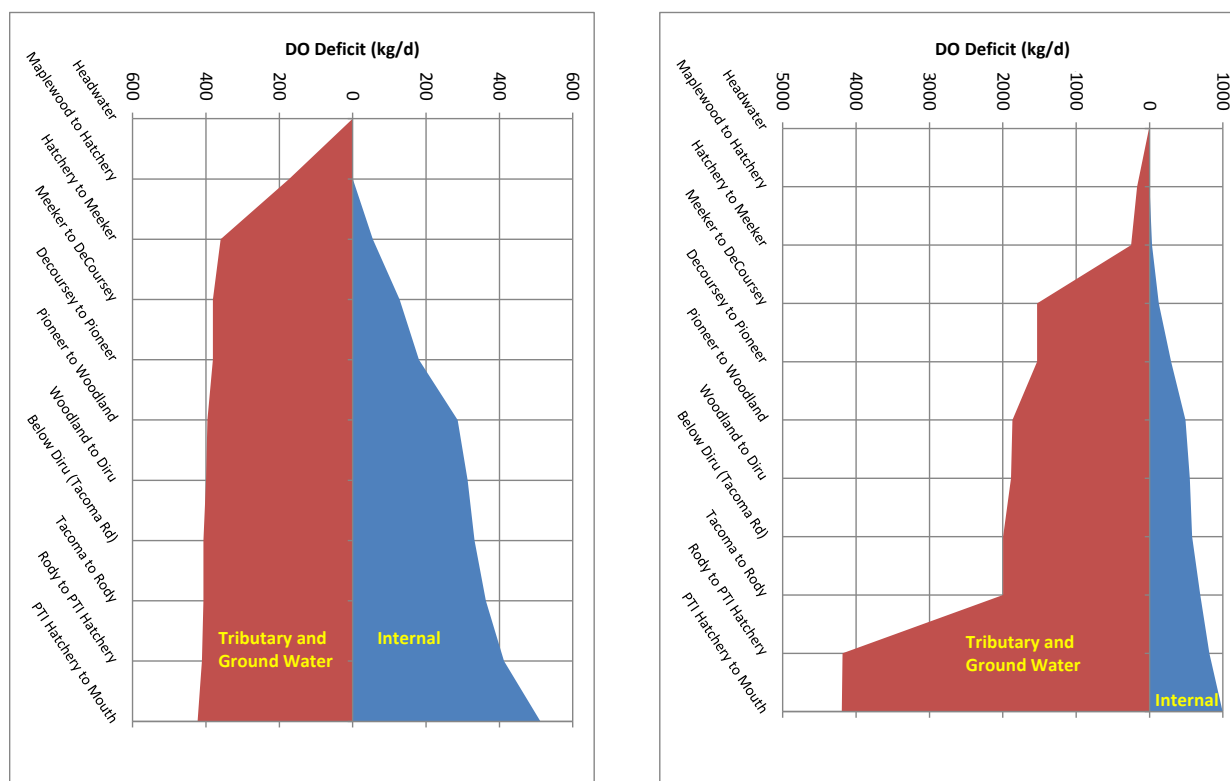 DO Deficit (kg/d)
600
400
200
0
200
400
600
Headwater
Maplewood to Hatchery
Hatchery to Meeker
Meeker to DeCoursey
Decoursey to Pioneer
Pioneer to Woodland
Woodland to Diru
Below Diru (Tacoma Rd)
Tacoma to Rody
Rody to PTI Hatchery
PTI Hatchery to Mouth
Tributary and
Ground Water
Internal
DO Deficit (kg/d)
5000
4000
3000
2000
1000
0
1000
Headwater
Maplewood to Hatchery
Hatchery to Meeker
Meeker to DeCoursey
Decoursey to Pioneer
Pioneer to Woodland
Woodland to Diru
Below Diru (Tacoma Rd)
Tacoma to Rody
Rody to PTI Hatchery
PTI Hatchery to Mouth
Tributary and
Ground Water
Internal